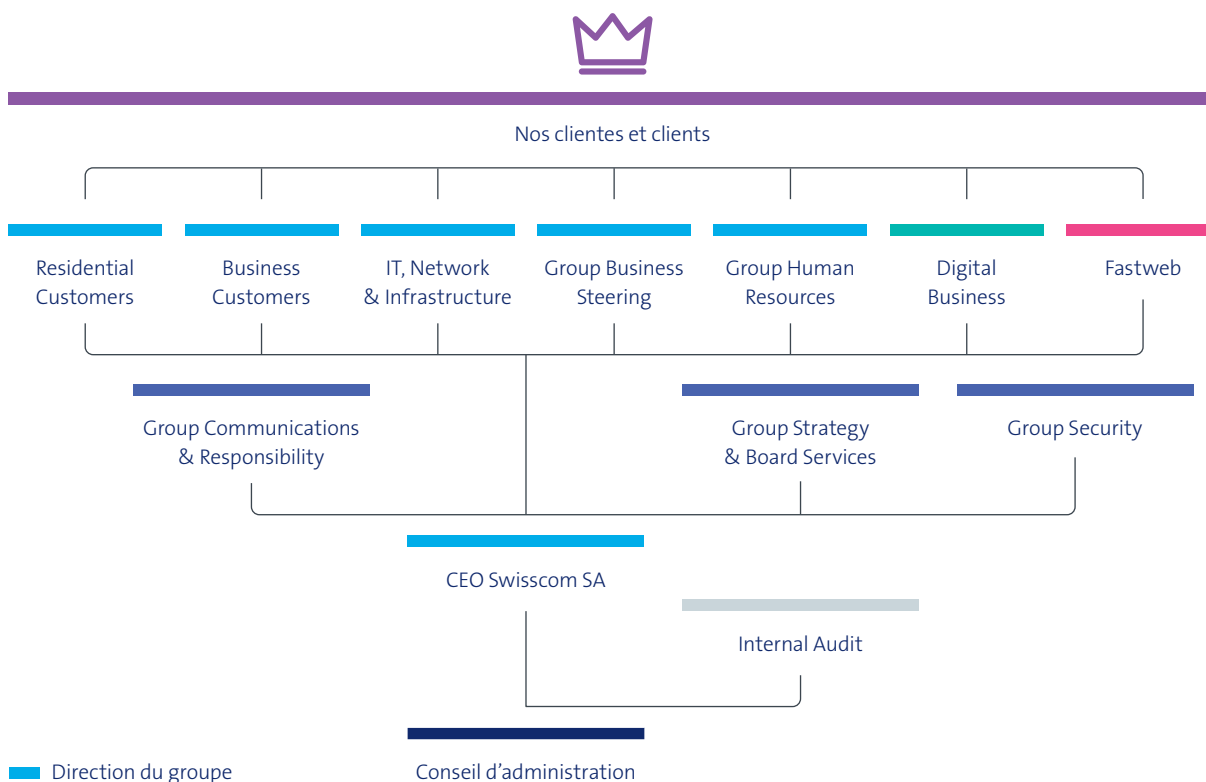 Nos clientes et clients
Residential
Customers
Business
Customers
IT, Network
& Infrastructure
Group Business
Steering
Group Human
Resources
Digital
Business
Fastweb
Group Communications
& Responsibility
Group Strategy
& Board Services
Group Security
CEO Swisscom SA
Internal Audit
Direction du groupe
Conseil d’administration